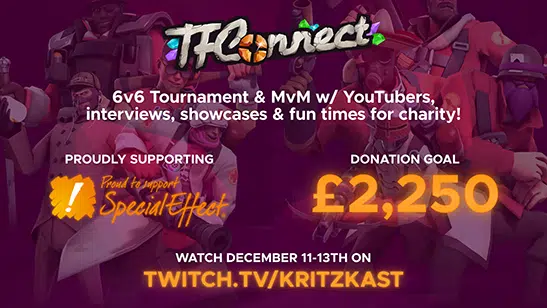 TFConnect
6v6 Tournament & MvM w/ YouTubers,
interviews, showcases & fun times for charity!
PROUDLY SUPPORTING
Proud to support
SpecialEffect
DONATION GOAL
£2,250
WATCH DECEMBER 11-13TH ON
TWITCH.TV/KRITZKAST